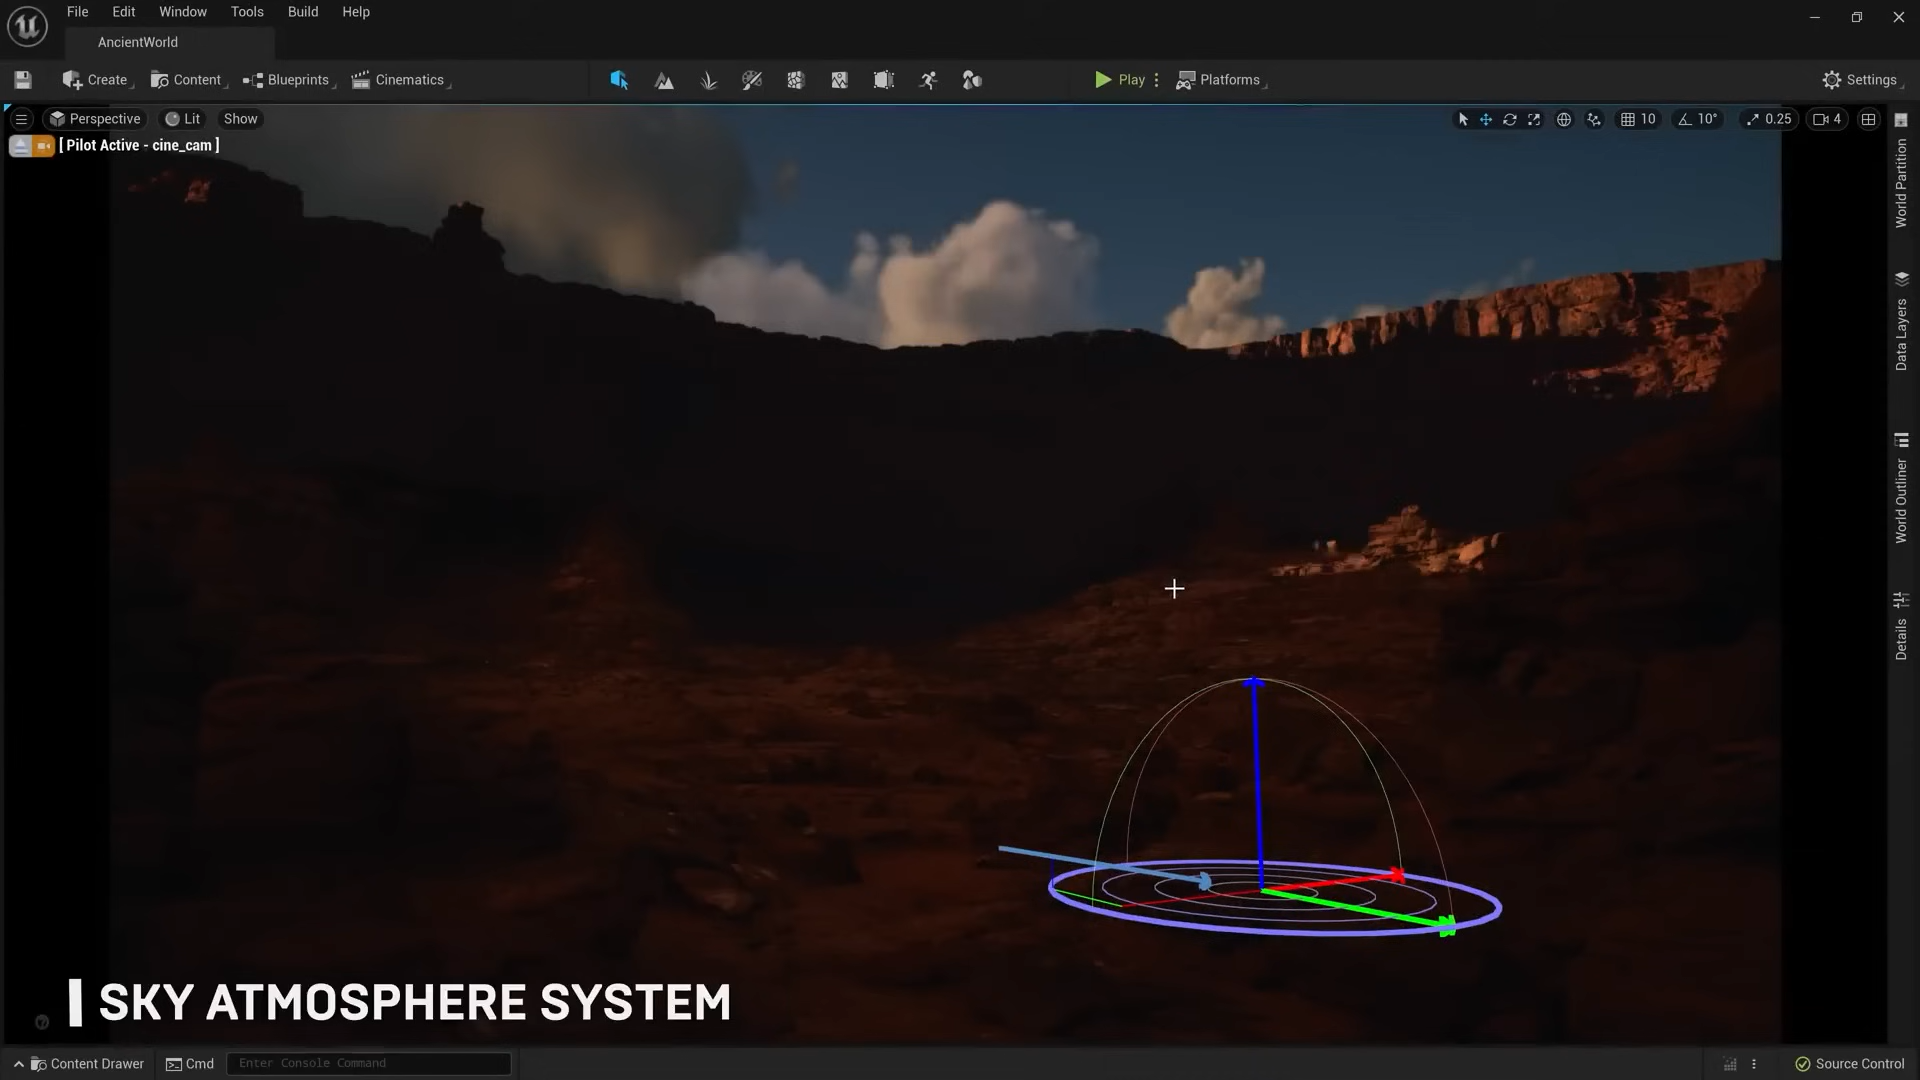 File Edit Window Tools Build Help
AncientWorld
Create Content Blueprints Cinematics Play Platforms Settings
Perspective Lit Show 10 10° 0.25 4
[ Pilot Active - cine_cam ]
World Partition
Data Layers
World Outliner
Details
SKY ATMOSPHERE SYSTEM
Content Drawer Cmd Enter Console Command Source Control